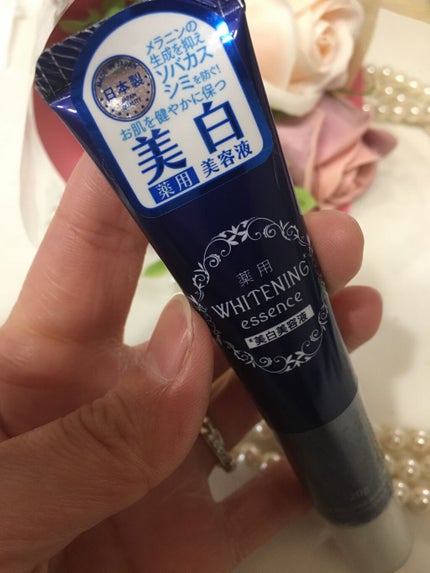 メラニンの
生成を抑え
ソバカス
シミを防ぐ!
お肌を健やかに保つ
日本製
美白
薬用 美容液
薬用
WHITENING
essence
*美白美容液
20g